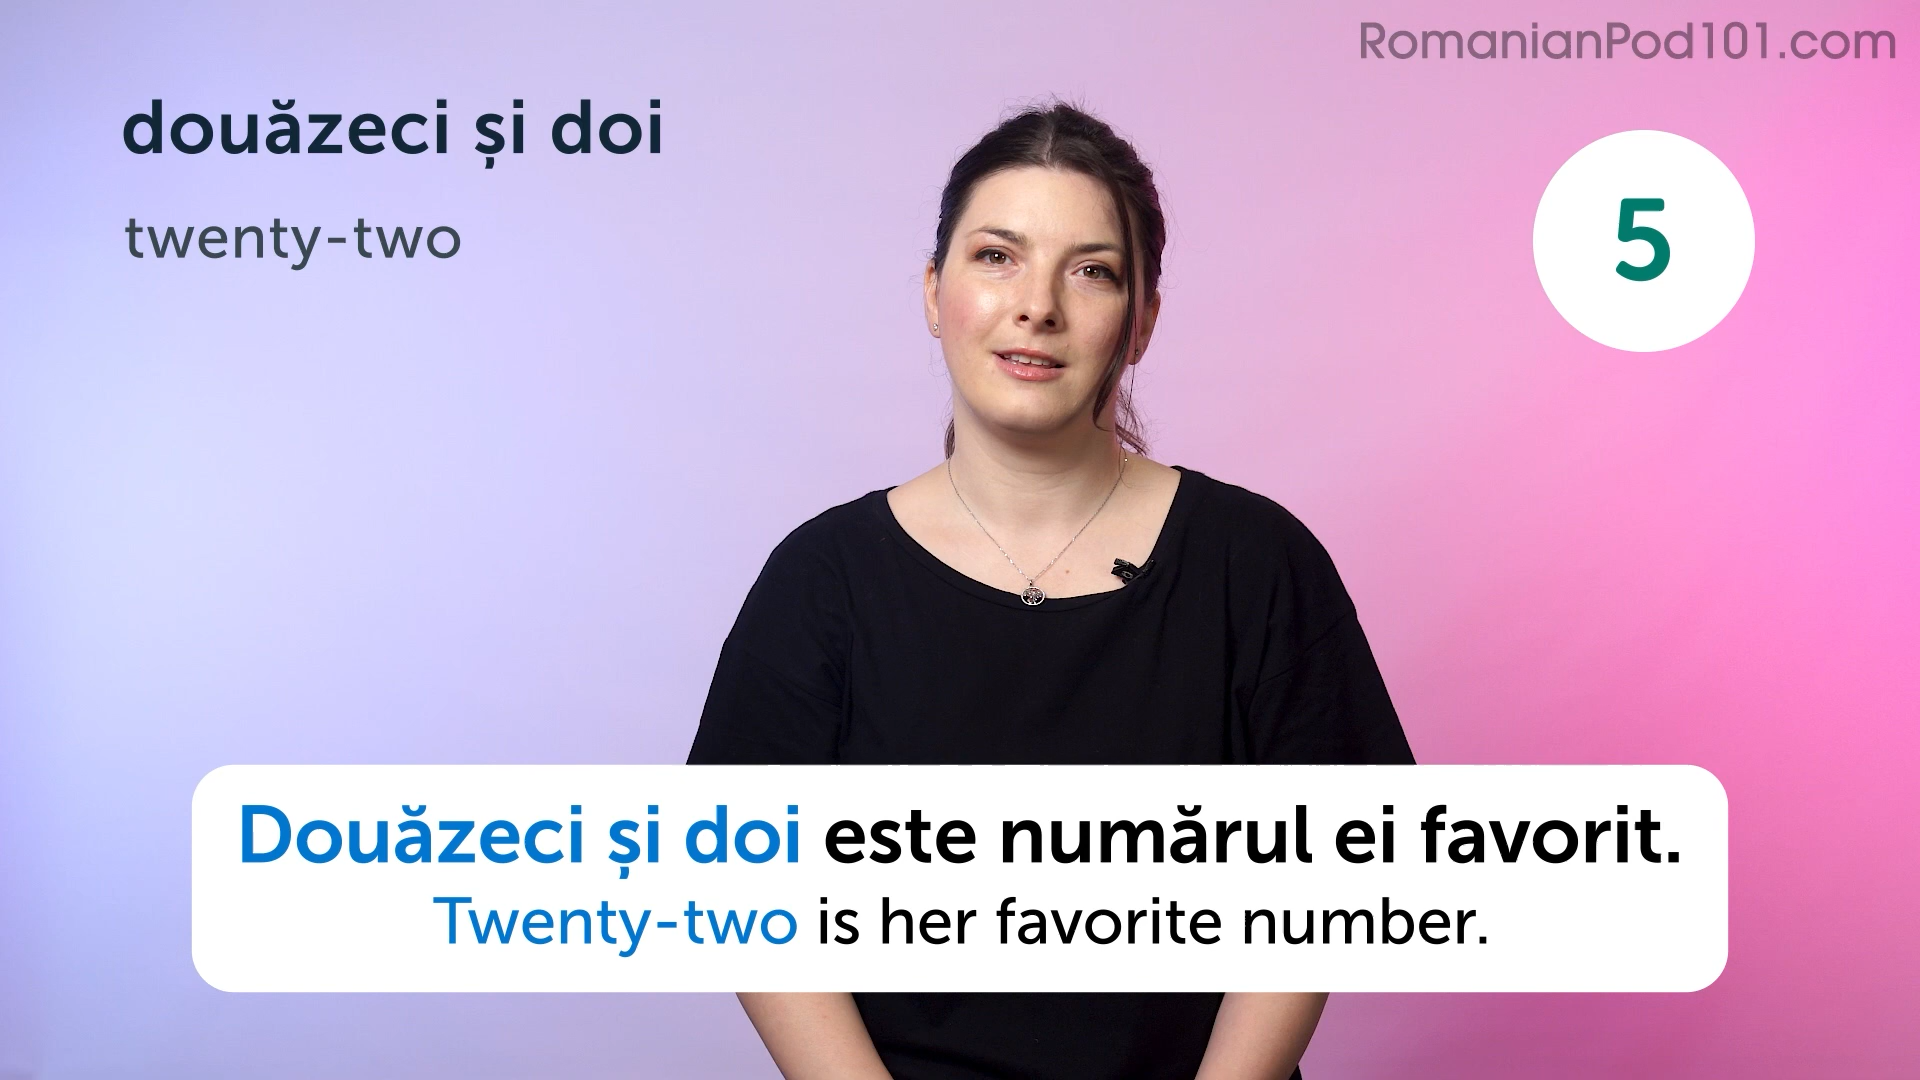 RomanianPod101.com
douăzeci și doi
twenty-two
5
Douăzeci și doi este numărul ei favorit.
Twenty-two is her favorite number.